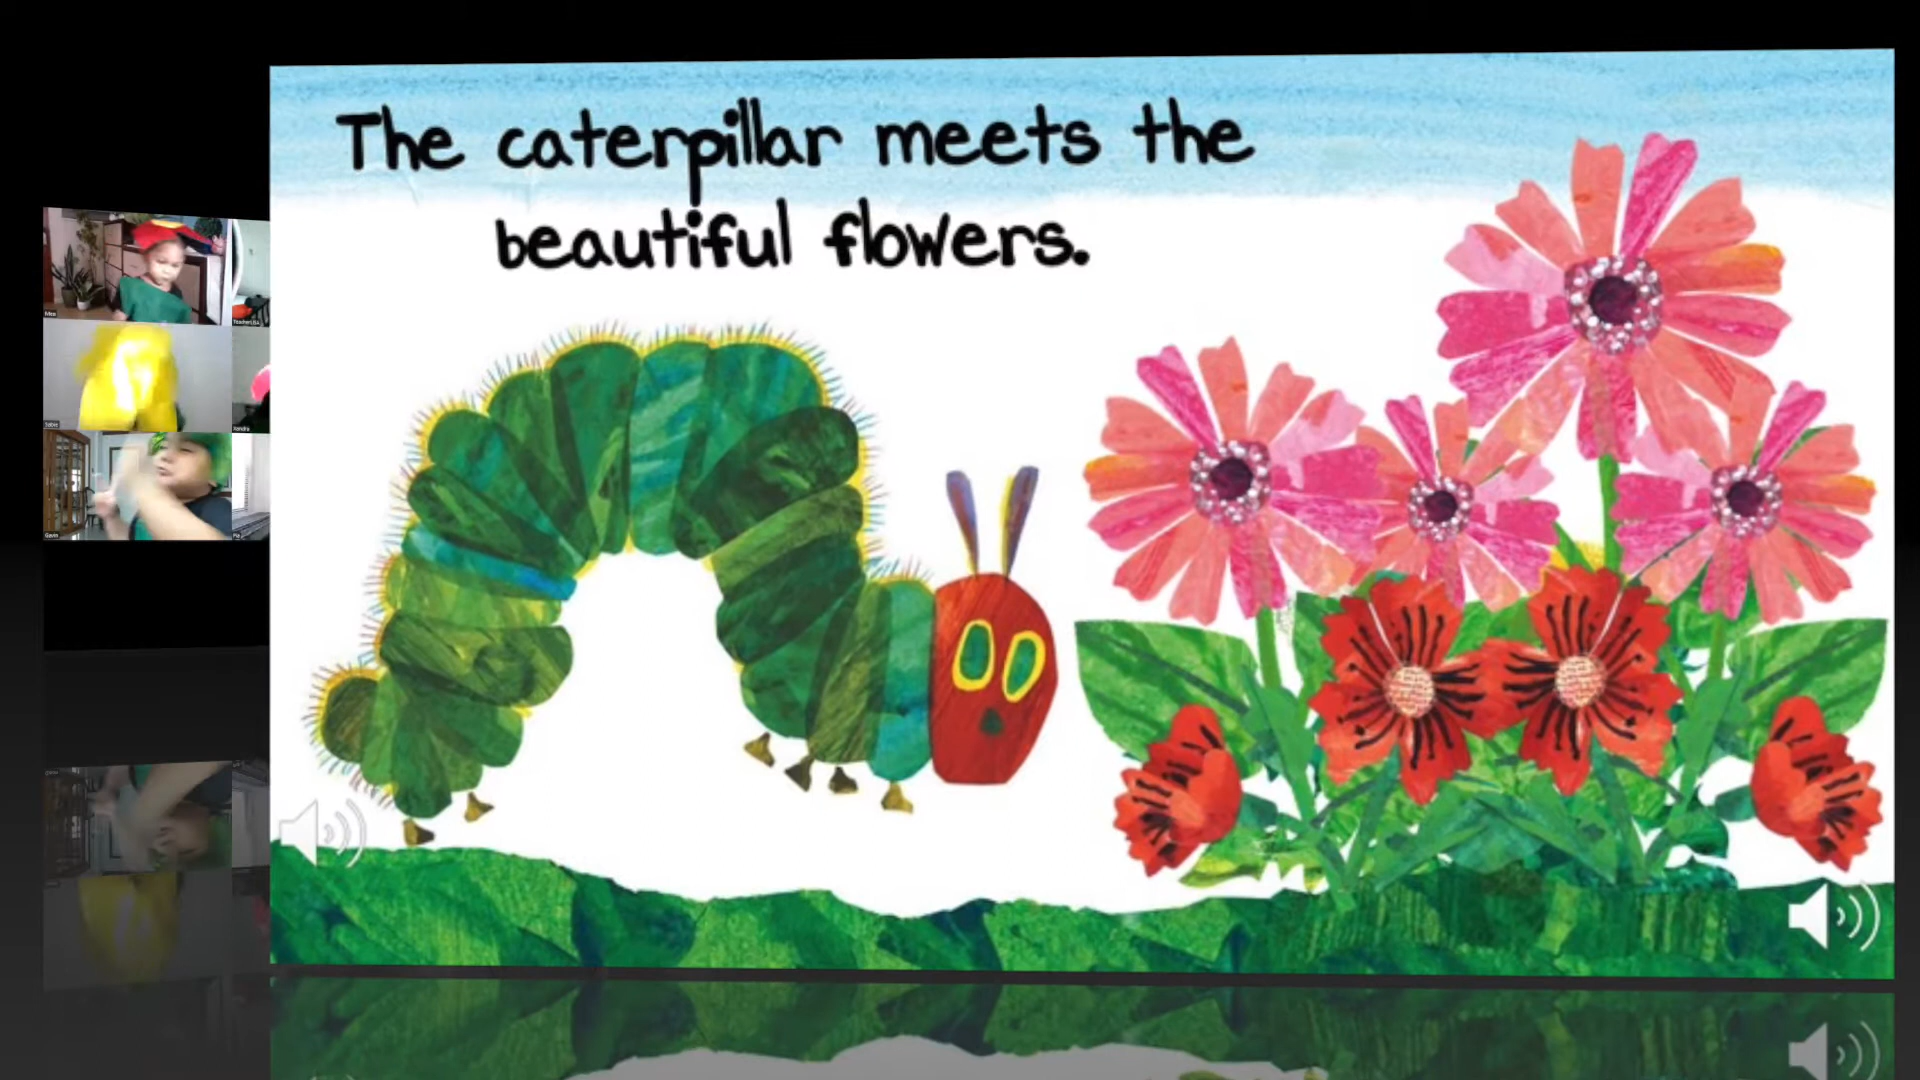 The caterpillar meets the
beautiful flowers.